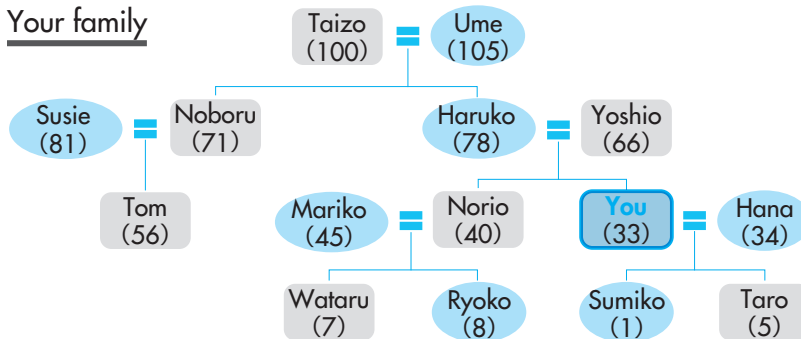 Your family
Taizo
(100)
Ume
(105)
Susie
(81)
Noboru
(71)
Haruko
(78)
Yoshio
(66)
Tom
(56)
Mariko
(45)
Norio
(40)
You
(33)
Hana
(34)
Wataru
(7)
Ryoko
(8)
Sumiko
(1)
Taro
(5)